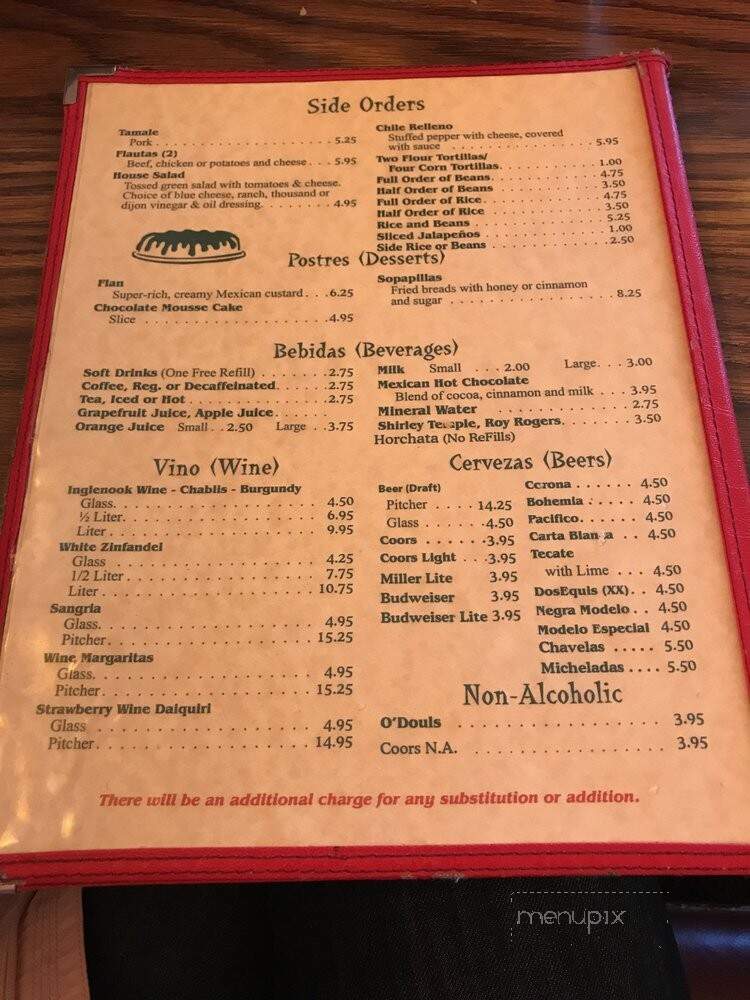 Side Orders
Tamale
Pork . . . . . . . . . . . . . . . . . . . 5.25
Flautas (2)
Beef, chicken or potatoes and cheese . . . 5.95
House Salad
Tossed green salad with tomatoes & cheese.
Choice of blue cheese, ranch, thousand or
dijon vinegar & oil dressing. . . . . . . . . 4.95
Chile Relleno
Stuffed pepper with cheese, covered
with sauce . . . . . . . . . . . . . . . . 5.95
Two Flour Tortillas/
Four Corn Tortillas. . . . . . . . . . . 1.00
Full Order of Beans. . . . . . . . . . . . 4.75
Half Order of Beans . . . . . . . . . . . 3.50
Full Order of Rice. . . . . . . . . . . . . 4.75
Half Order of Rice . . . . . . . . . . . . 3.50
Rice and Beans . . . . . . . . . . . . . . 5.25
Sliced Jalapeños . . . . . . . . . . . . . 1.00
Side Rice or Beans . . . . . . . . . . . . 2.50
Postres (Desserts)
Flan
Super-rich, creamy Mexican custard . . .6.25
Chocolate Mousse Cake
Slice . . . . . . . . . . . . . . . . . . .4.95
Sopapillas
Fried breads with honey or cinnamon
and sugar . . . . . . . . . . . . . . . . 8.25
Bebidas (Beverages)
Soft Drinks (One Free Refill) . . . . . . .2.75
Coffee, Reg. or Decaffeinated. . . . . . .2.75
Tea, Iced or Hot . . . . . . . . . . . . . .2.75
Grapefruit Juice, Apple Juice. . . . . .
Orange Juice Small . . 2.50 Large . .3.75
Milk Small . . . 2.00 Large. . . 3.00
Mexican Hot Chocolate
Blend of cocoa, cinnamon and milk . . . 3.95
Mineral Water . . . . . . . . . . . . . 2.75
Shirley Temple, Roy Rogers. . . . . . . 3.50
Horchata (No ReFills)
Vino (Wine)
Inglenook Wine - Chablis - Burgundy
Glass. . . . . . . . . . . . . . . . . . 4.50
½ Liter. . . . . . . . . . . . . . . . . 6.95
Liter . . . . . . . . . . . . . . . . . . 9.95
White Zinfandel
Glass . . . . . . . . . . . . . . . . . 4.25
1/2 Liter . . . . . . . . . . . . . . . . 7.75
Liter . . . . . . . . . . . . . . . . . . 10.75
Sangria
Glass. . . . . . . . . . . . . . . . . . 4.95
Pitcher. . . . . . . . . . . . . . . . . 15.25
Wine Margaritas
Glass. . . . . . . . . . . . . . . . . . 4.95
Pitcher. . . . . . . . . . . . . . . . . 15.25
Strawberry Wine Daiquiri
Glass . . . . . . . . . . . . . . . . . 4.95
Pitcher. . . . . . . . . . . . . . . . . 14.95
Cervezas (Beers)
Beer (Draft)
Pitcher . . . . 14.25
Glass . . . . . .4.50
Coors . . . . . . .3.95
Coors Light . . .3.95
Miller Lite 3.95
Budweiser 3.95
Budweiser Lite 3.95
Corona . . . . . . 4.50
Bohemia . . . . . 4.50
Pacifico. . . . . . 4.50
Carta Blanca . . 4.50
Tecate
with Lime . . . 4.50
DosEquis (XX). . 4.50
Negra Modelo . . 4.50
Modelo Especial 4.50
Chavelas . . . . . 5.50
Micheladas . . . . 5.50
Non-Alcoholic
O'Douls . . . . . . . . . . . . . . . . . . 3.95
Coors N.A. . . . . . . . . . . . . . . . . . 3.95
There will be an additional charge for any substitution or addition.
menupix